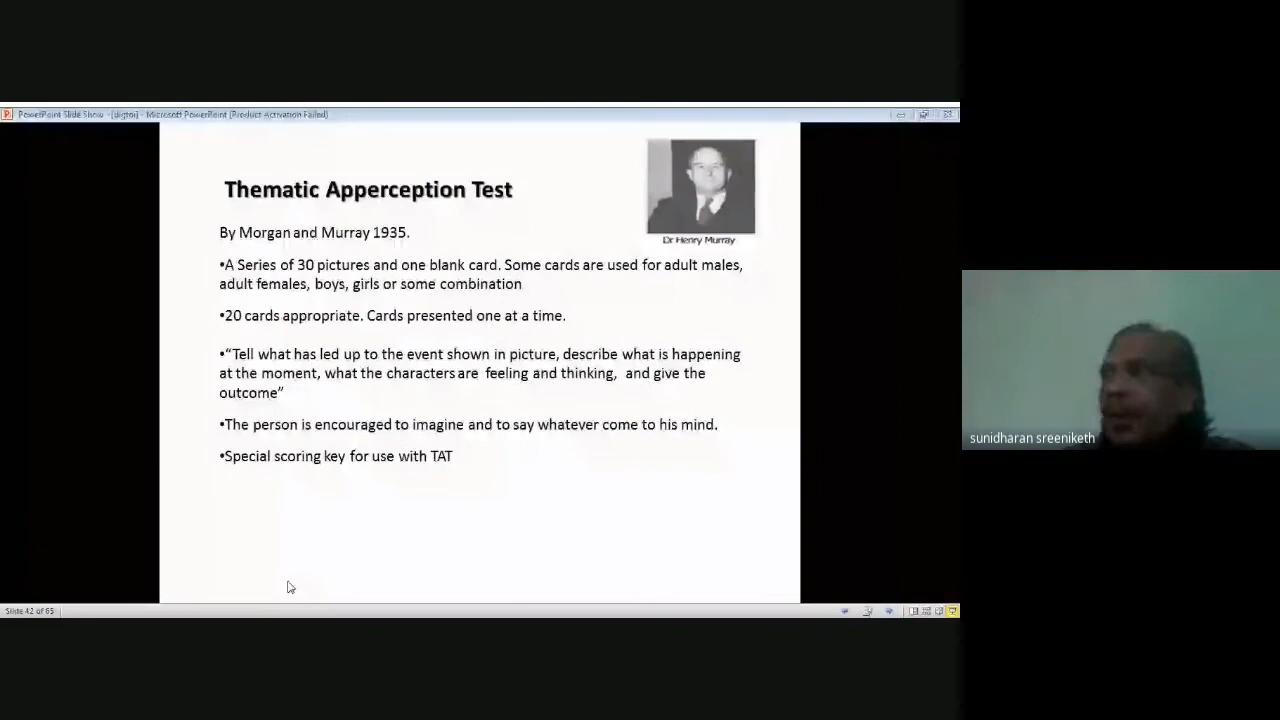 PowerPoint Slide Show - [digtoi] - Microsoft PowerPoint (Product Activation Failed)
Thematic Apperception Test
Dr Henry Murray
By Morgan and Murray 1935.
•A Series of 30 pictures and one blank card. Some cards are used for adult males,
adult females, boys, girls or some combination
•20 cards appropriate. Cards presented one at a time.
•“Tell what has led up to the event shown in picture, describe what is happening
at the moment, what the characters are feeling and thinking, and give the
outcome”
•The person is encouraged to imagine and to say whatever come to his mind.
•Special scoring key for use with TAT
sunidharan sreeniketh
Slide 42 of 65